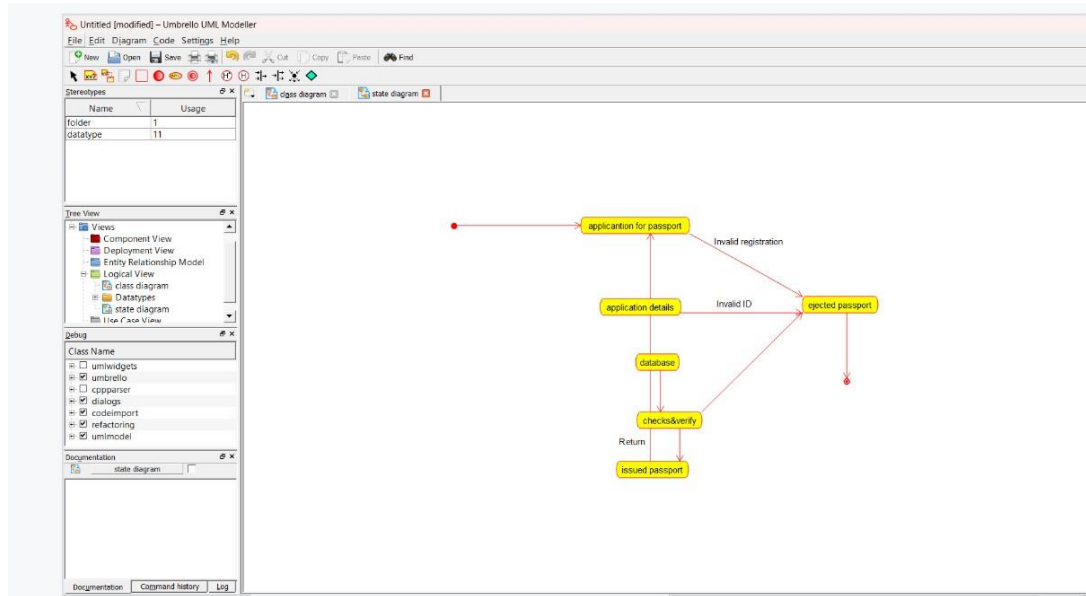 Untitled [modified] – Umbrello UML Modeller
File Edit Diagram Code Settings Help
New Open Save Cut Copy Paste Find
Stereotypes
class diagram state diagram
Name Usage
folder 1
datatype 11
Tree View
Views
Component View
Deployment View
Entity Relationship Model
Logical View
class diagram
Datatypes
state diagram
Use Case View
Debug
Class Name
umlwidgets
umbrello
cppparser
dialogs
codeimport
refactoring
umlmodel
Documentation
state diagram
Documentation Command history Log
applicantion for passport
Invalid registration
application details
Invalid ID
ejected passport
database
checks&verify
Return
issued passport